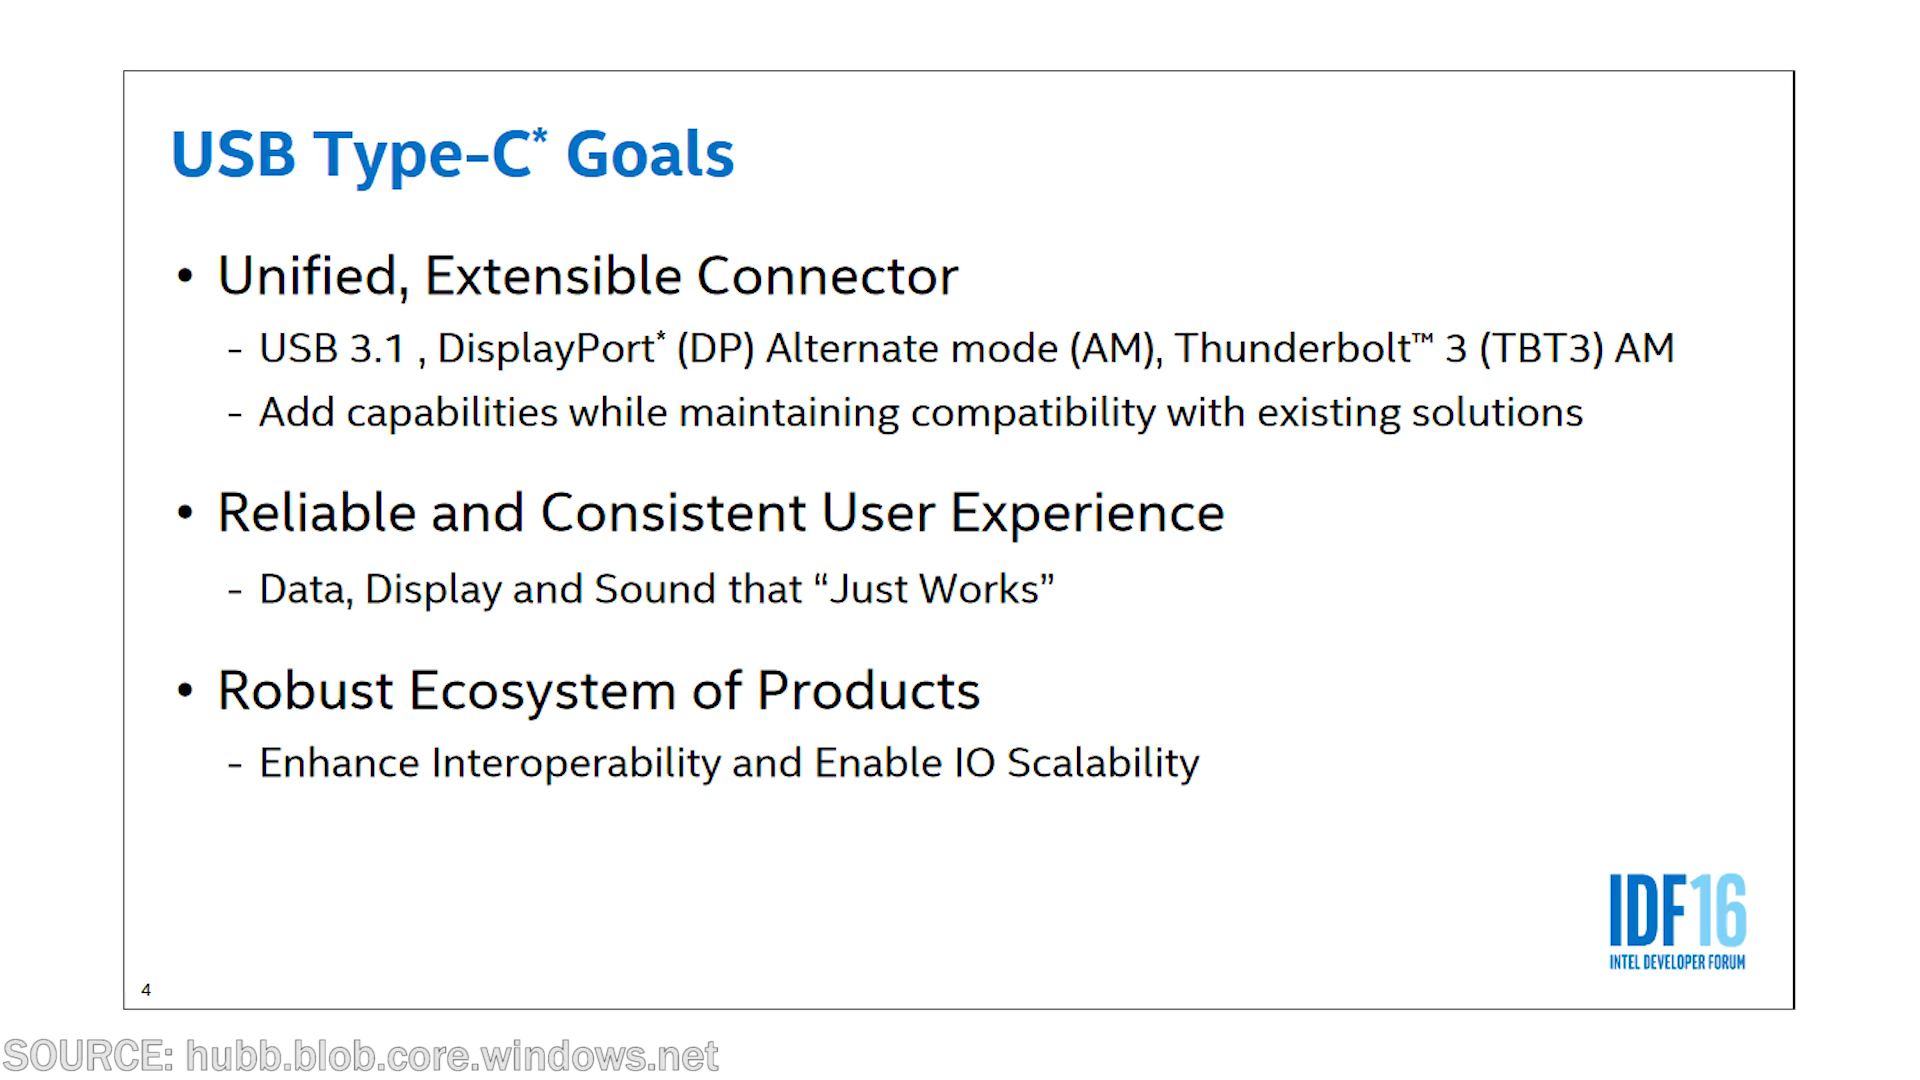 USB Type-C* Goals
• Unified, Extensible Connector
- USB 3.1 , DisplayPort* (DP) Alternate mode (AM), Thunderbolt™ 3 (TBT3) AM
- Add capabilities while maintaining compatibility with existing solutions
• Reliable and Consistent User Experience
- Data, Display and Sound that “Just Works”
• Robust Ecosystem of Products
- Enhance Interoperability and Enable IO Scalability
IDF16
INTEL DEVELOPER FORUM
4
SOURCE: hubb.blob.core.windows.net